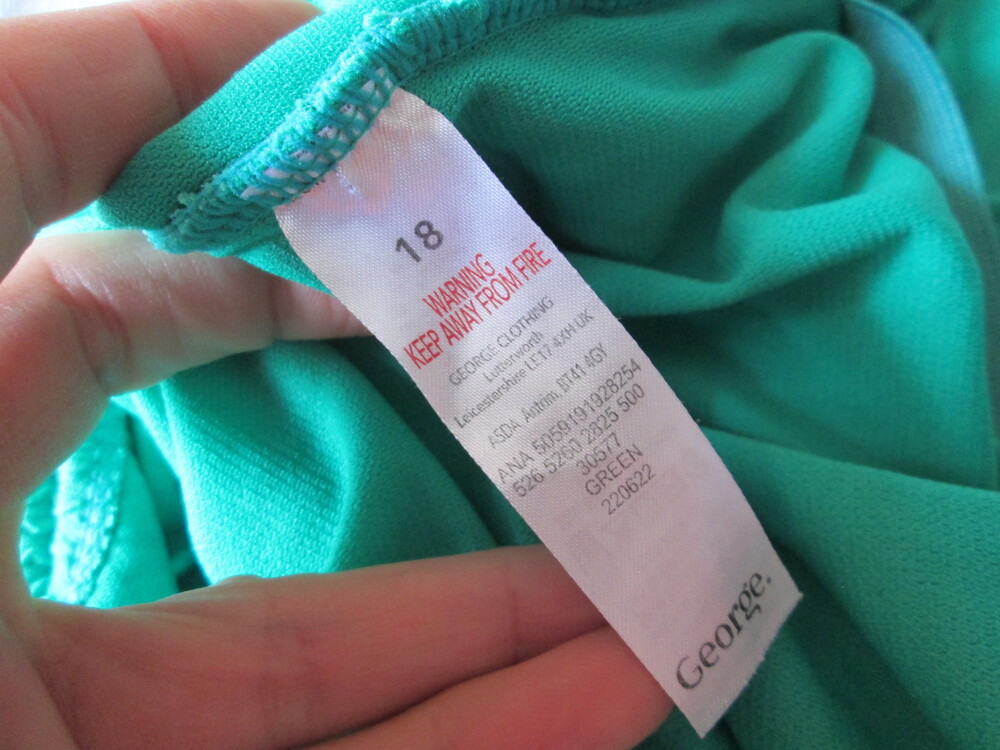 18
WARNING
KEEP AWAY FROM FIRE
GEORGE CLOTHING
Lutterworth
Leicestershire LE17 4XH UK
ASDA, Antrim, BT41 4GY
ANA 5059191928254
526 5260 2825 500
30577
GREEN
220622
George.